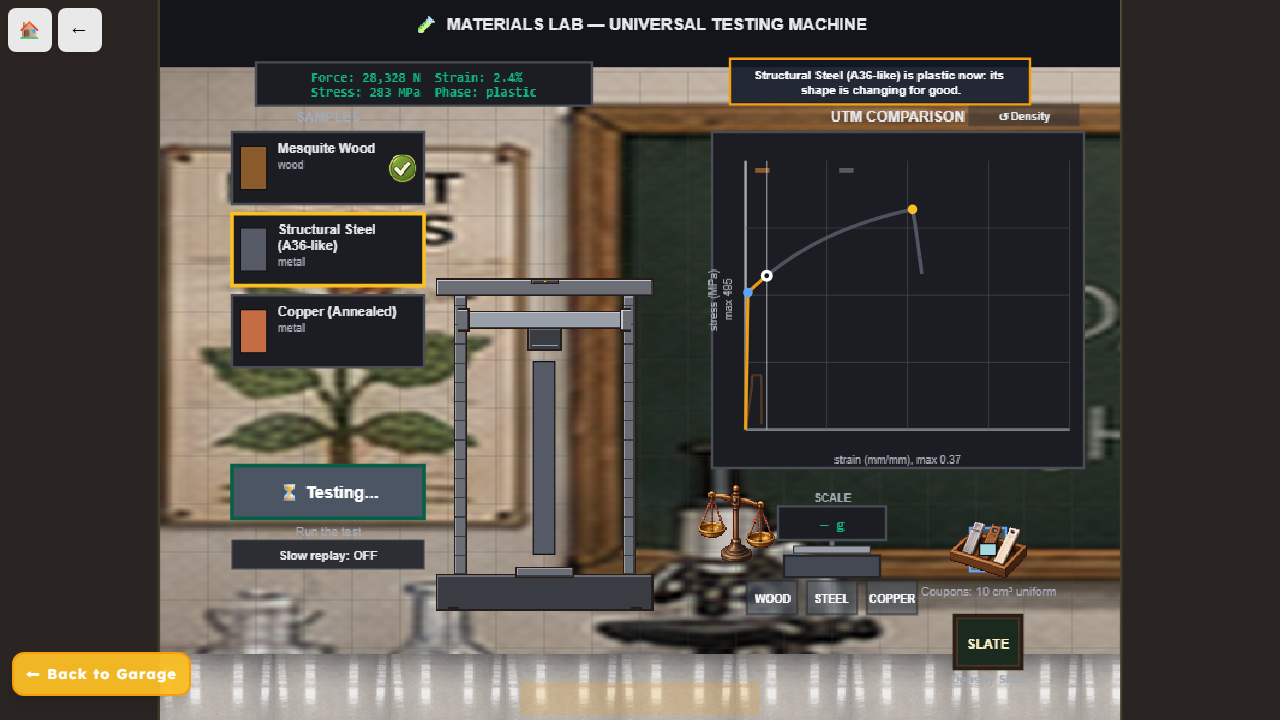 MATERIALS LAB — UNIVERSAL TESTING MACHINE
←
Force: 28,328 N Strain: 2.4%
Stress: 283 MPa Phase: plastic
Structural Steel (A36-like) is plastic now: its
shape is changing for good.
SAMPLES
UTM COMPARISON
↺ Density
Mesquite Wood
wood
Structural Steel
(A36-like)
metal
Copper (Annealed)
metal
stress (MPa)
max 485
strain (mm/mm), max 0.37
Testing...
Run the test
Slow replay: OFF
SCALE
— g
WOOD
STEEL
COPPER
Coupons: 10 cm³ uniform
SLATE
← Back to Garage